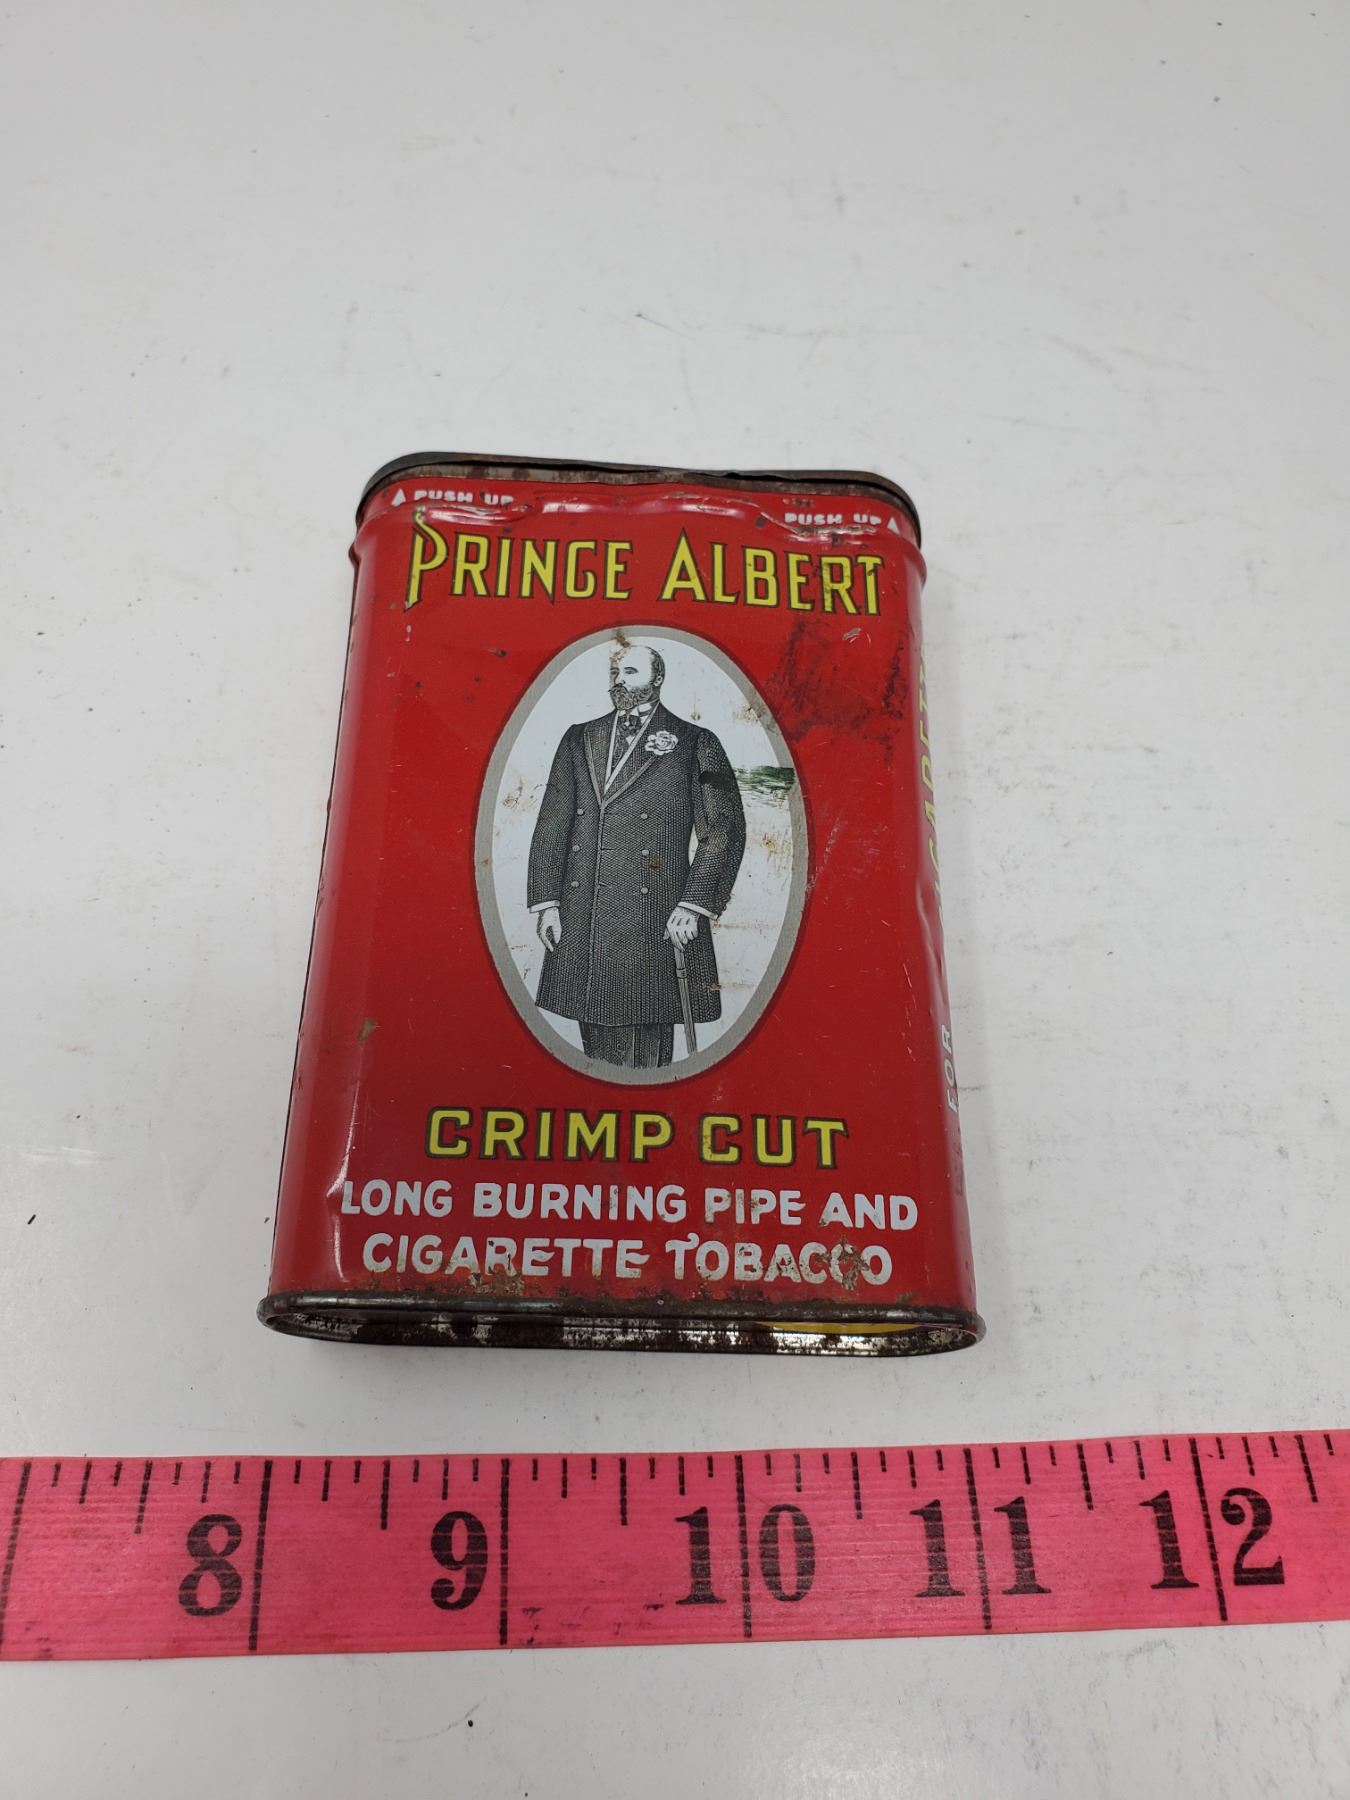 PUSH UP PUSH UP
PRINCE ALBERT
CRIMP CUT
LONG BURNING PIPE AND
CIGARETTE TOBACCO
FOR
8 9 10 11 12